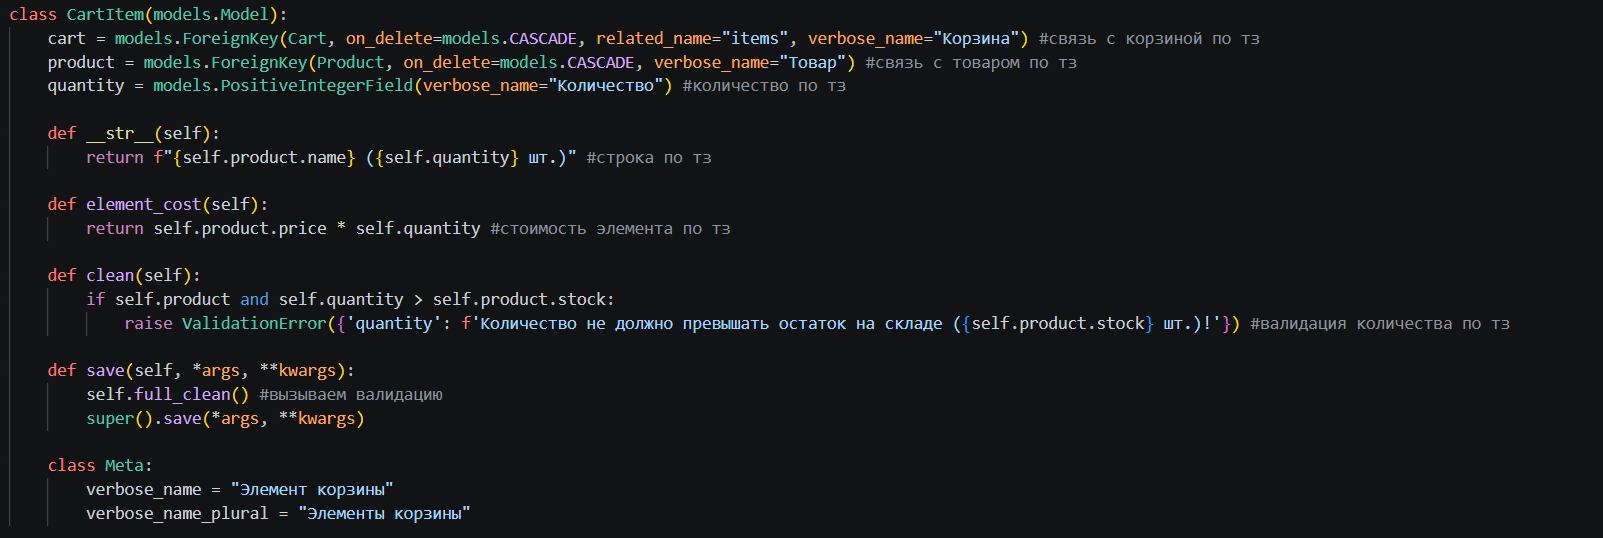 class CartItem(models.Model):
    cart = models.ForeignKey(Cart, on_delete=models.CASCADE, related_name="items", verbose_name="Корзина") #связь с корзиной по тз
    product = models.ForeignKey(Product, on_delete=models.CASCADE, verbose_name="Товар") #связь с товаром по тз
    quantity = models.PositiveIntegerField(verbose_name="Количество") #количество по тз
    def __str__(self):
        return f"{self.product.name} ({self.quantity} шт.)" #строка по тз
    def element_cost(self):
        return self.product.price * self.quantity #стоимость элемента по тз
    def clean(self):
        if self.product and self.quantity > self.product.stock:
            raise ValidationError({'quantity': f'Количество не должно превышать остаток на складе ({self.product.stock} шт.)!'}) #валидация количества по тз
    def save(self, *args, **kwargs):
        self.full_clean() #вызываем валидацию
        super().save(*args, **kwargs)
    class Meta:
        verbose_name = "Элемент корзины"
        verbose_name_plural = "Элементы корзины"